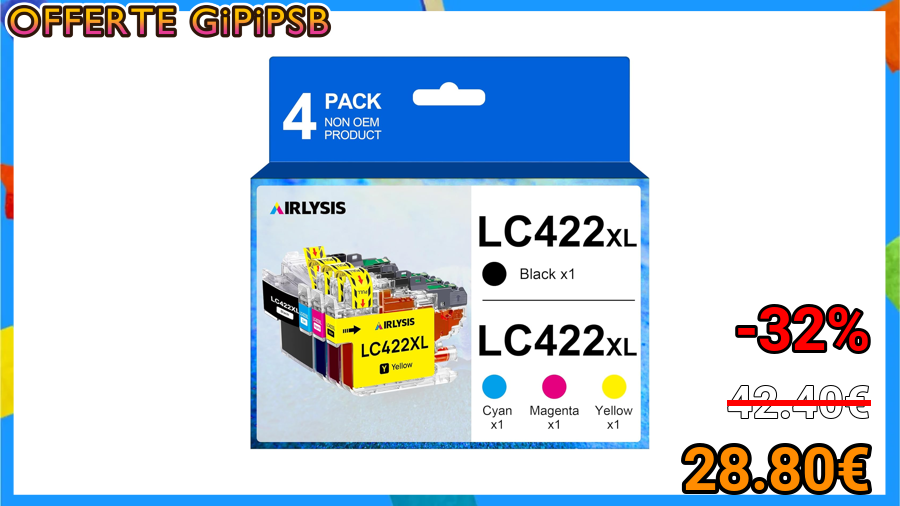 OFFERTE GiPiPSB
4 PACK
NON OEM
PRODUCT
AIRLYSIS
LC422XL
Black x1
LC422XL
Cyan
x1
Magenta
x1
Yellow
x1
LC422XL
AIRLYSIS
LC422XL
Y Yellow
-32%
42.40€
28.80€